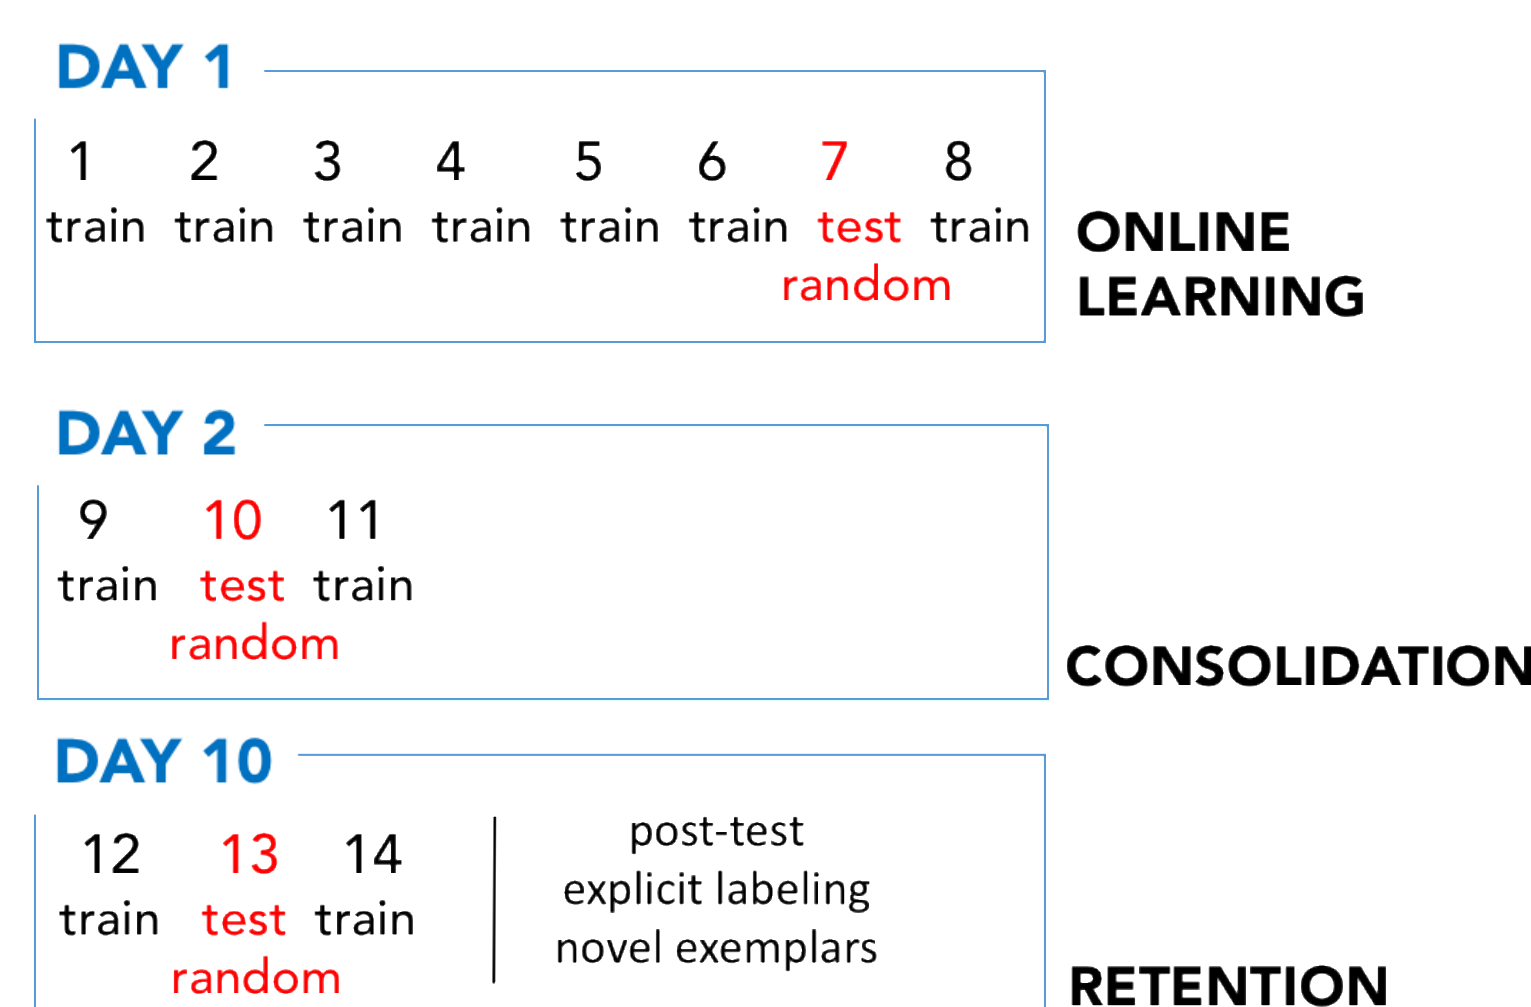 DAY 1
1 2 3 4 5 6 7 8
train train train train train train test train
random
ONLINE
LEARNING
DAY 2
9 10 11
train test train
random
CONSOLIDATION
DAY 10
12 13 14
train test train
random
post-test
explicit labeling
novel exemplars
RETENTION